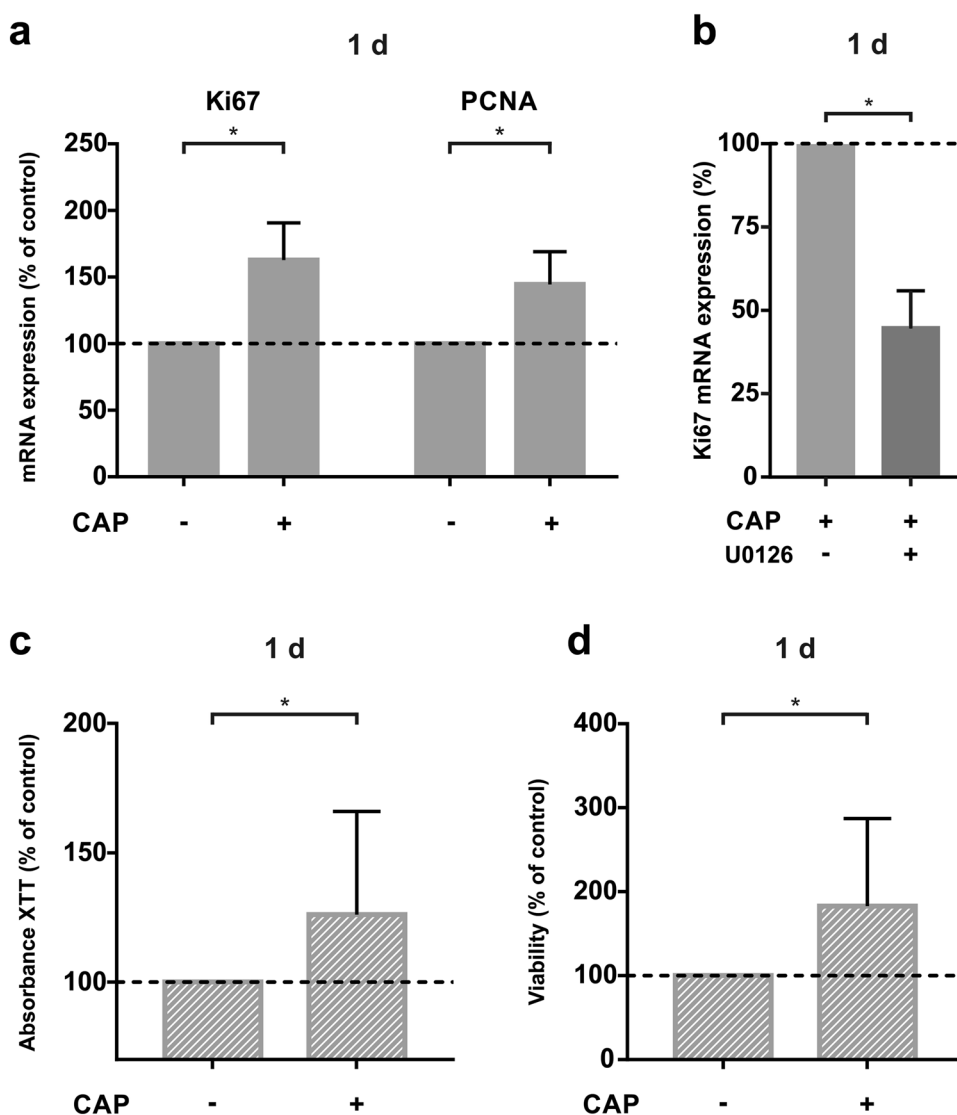 a
1 d
Ki67
PCNA
*
*
mRNA expression (% of control)
250
200
150
100
50
0
CAP
- + - +
b
1 d
*
Ki67 mRNA expression (%)
100
75
50
25
0
CAP + +
U0126 - +
c
1 d
*
Absorbance XTT (% of control)
200
150
100
CAP - +
d
1 d
*
Viability (% of control)
400
300
200
100
0
CAP - +